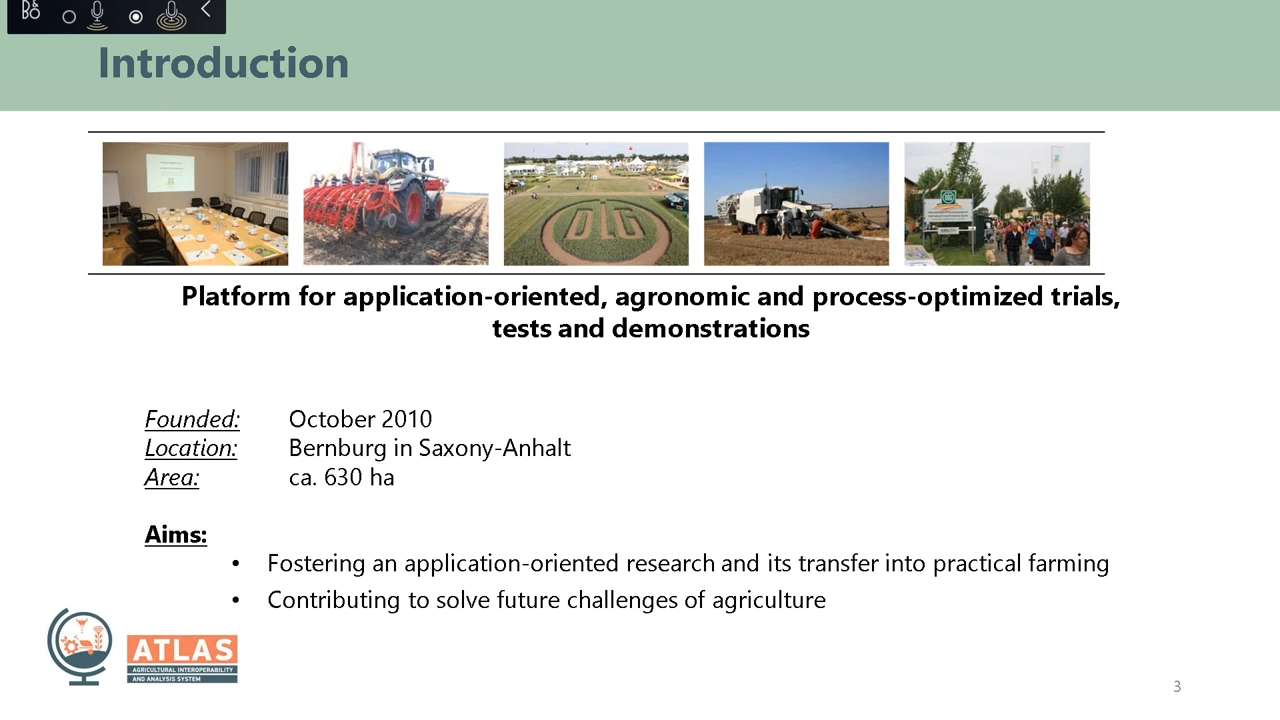 Introduction
DLG
Platform for application-oriented, agronomic and process-optimized trials,
tests and demonstrations
Founded: October 2010
Location: Bernburg in Saxony-Anhalt
Area: ca. 630 ha
Aims:
• Fostering an application-oriented research and its transfer into practical farming
• Contributing to solve future challenges of agriculture
ATLAS
AGRICULTURAL INTEROPERABILITY
AND ANALYSIS SYSTEM
3